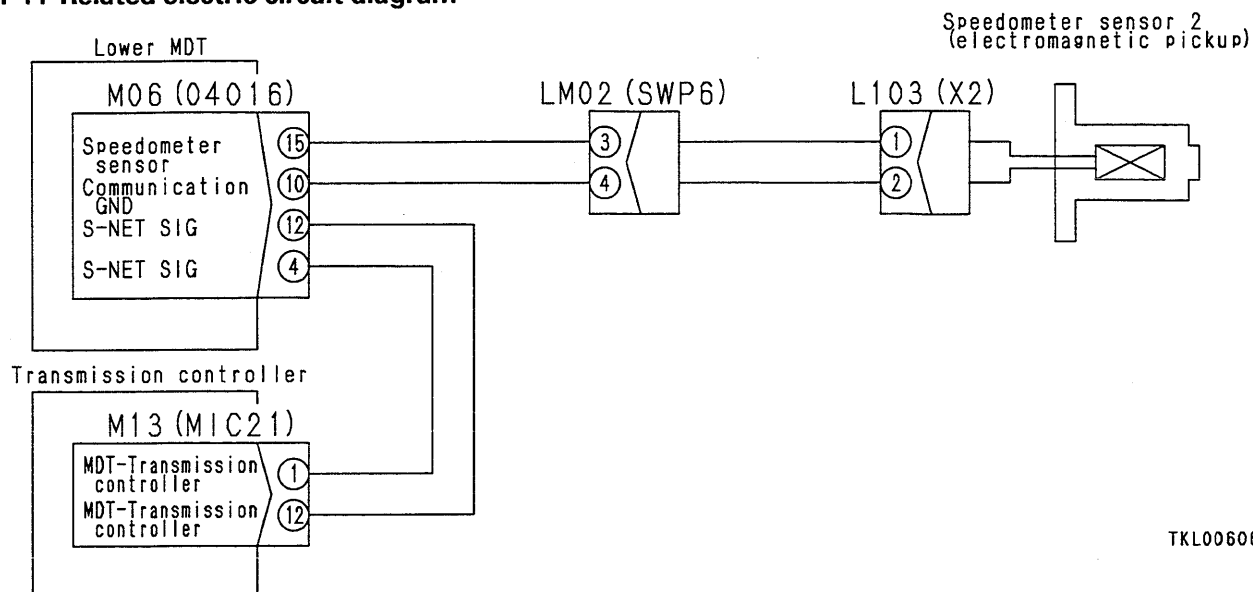 Related electric circuit diagram
Speedometer sensor 2
(electromagnetic pickup)
Lower MDT
M06 (04016)
LM02 (SWP6)
L103 (X2)
Speedometer
sensor
Communication
GND
S-NET SIG
S-NET SIG
15
10
12
4
3
4
1
2
Transmission controller
M13 (MIC21)
MDT-Transmission
controller
MDT-Transmission
controller
1
12